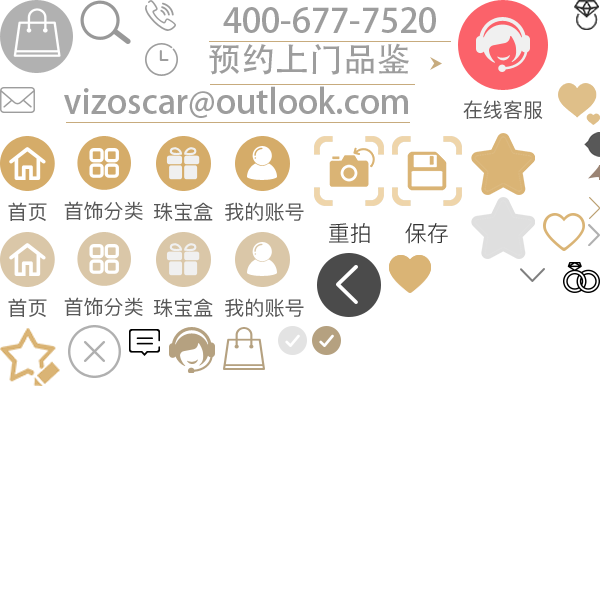 400-677-7520
预约上门品鉴
vizoscar@outlook.com
在线客服
首页
首饰分类
珠宝盒
我的账号
重拍
保存
首页
首饰分类
珠宝盒
我的账号